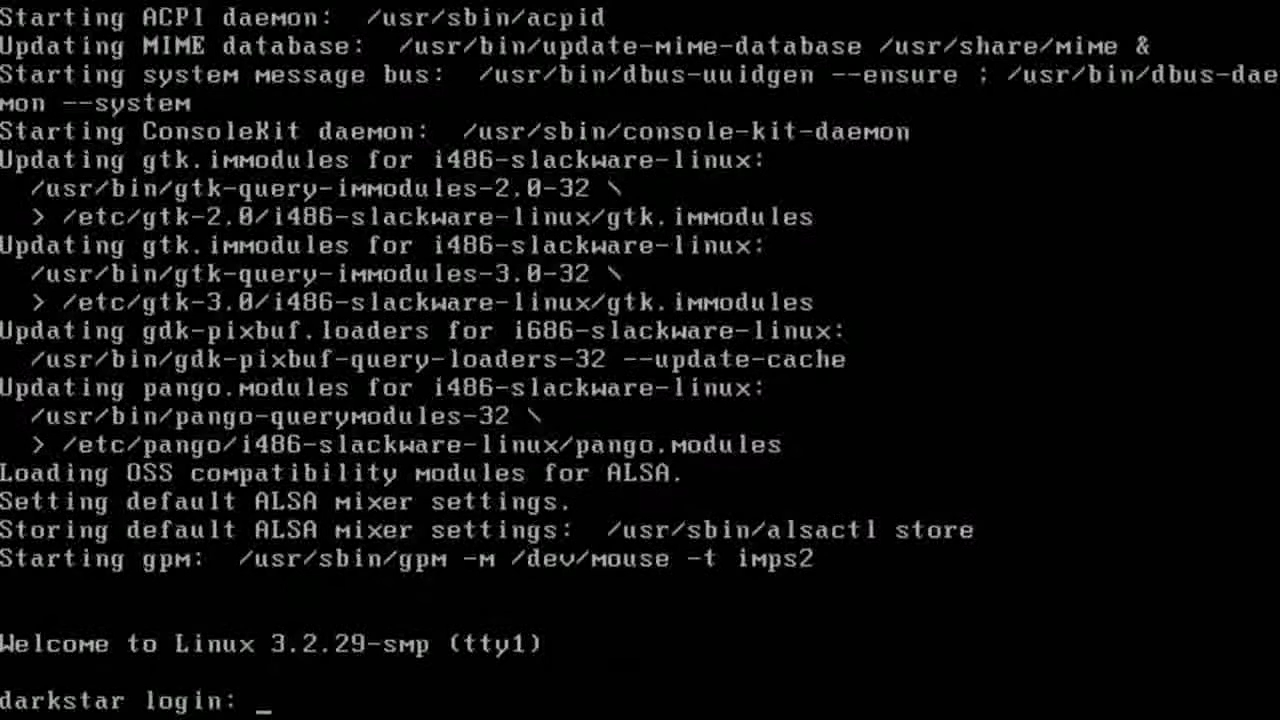 Starting ACPI daemon:  /usr/sbin/acpid
Updating MIME database:  /usr/bin/update-mime-database /usr/share/mime &
Starting system message bus:  /usr/bin/dbus-uuidgen --ensure ; /usr/bin/dbus-dae
mon --system
Starting ConsoleKit daemon:  /usr/sbin/console-kit-daemon
Updating gtk.immodules for i486-slackware-linux:
  /usr/bin/gtk-query-immodules-2.0-32 \
  > /etc/gtk-2.0/i486-slackware-linux/gtk.immodules
Updating gtk.immodules for i486-slackware-linux:
  /usr/bin/gtk-query-immodules-3.0-32 \
  > /etc/gtk-3.0/i486-slackware-linux/gtk.immodules
Updating gdk-pixbuf.loaders for i686-slackware-linux:
  /usr/bin/gdk-pixbuf-query-loaders-32 --update-cache
Updating pango.modules for i486-slackware-linux:
  /usr/bin/pango-querymodules-32 \
  > /etc/pango/i486-slackware-linux/pango.modules
Loading OSS compatibility modules for ALSA.
Setting default ALSA mixer settings.
Storing default ALSA mixer settings:  /usr/sbin/alsactl store
Starting gpm:  /usr/sbin/gpm -m /dev/mouse -t imps2
Welcome to Linux 3.2.29-smp (tty1)
darkstar login: _